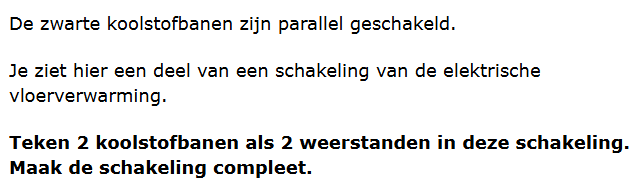 De zwarte koolstofbanen zijn parallel geschakeld.
Je ziet hier een deel van een schakeling van de elektrische
vloerverwarming.
Teken 2 koolstofbanen als 2 weerstanden in deze schakeling.
Maak de schakeling compleet.